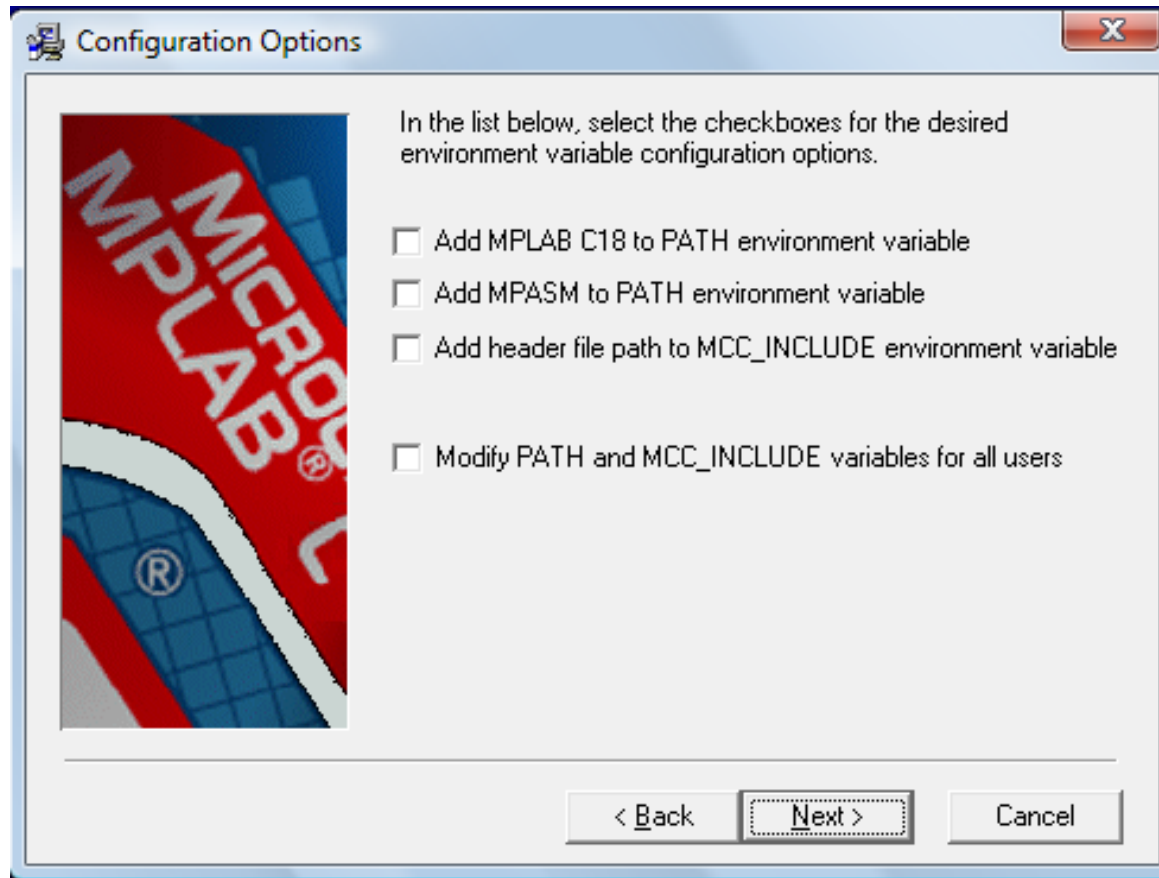 Configuration Options
In the list below, select the checkboxes for the desired
environment variable configuration options.
MICROC
MPLAB®
C
®
Add MPLAB C18 to PATH environment variable
Add MPASM to PATH environment variable
Add header file path to MCC_INCLUDE environment variable
Modify PATH and MCC_INCLUDE variables for all users
< Back
Next >
Cancel